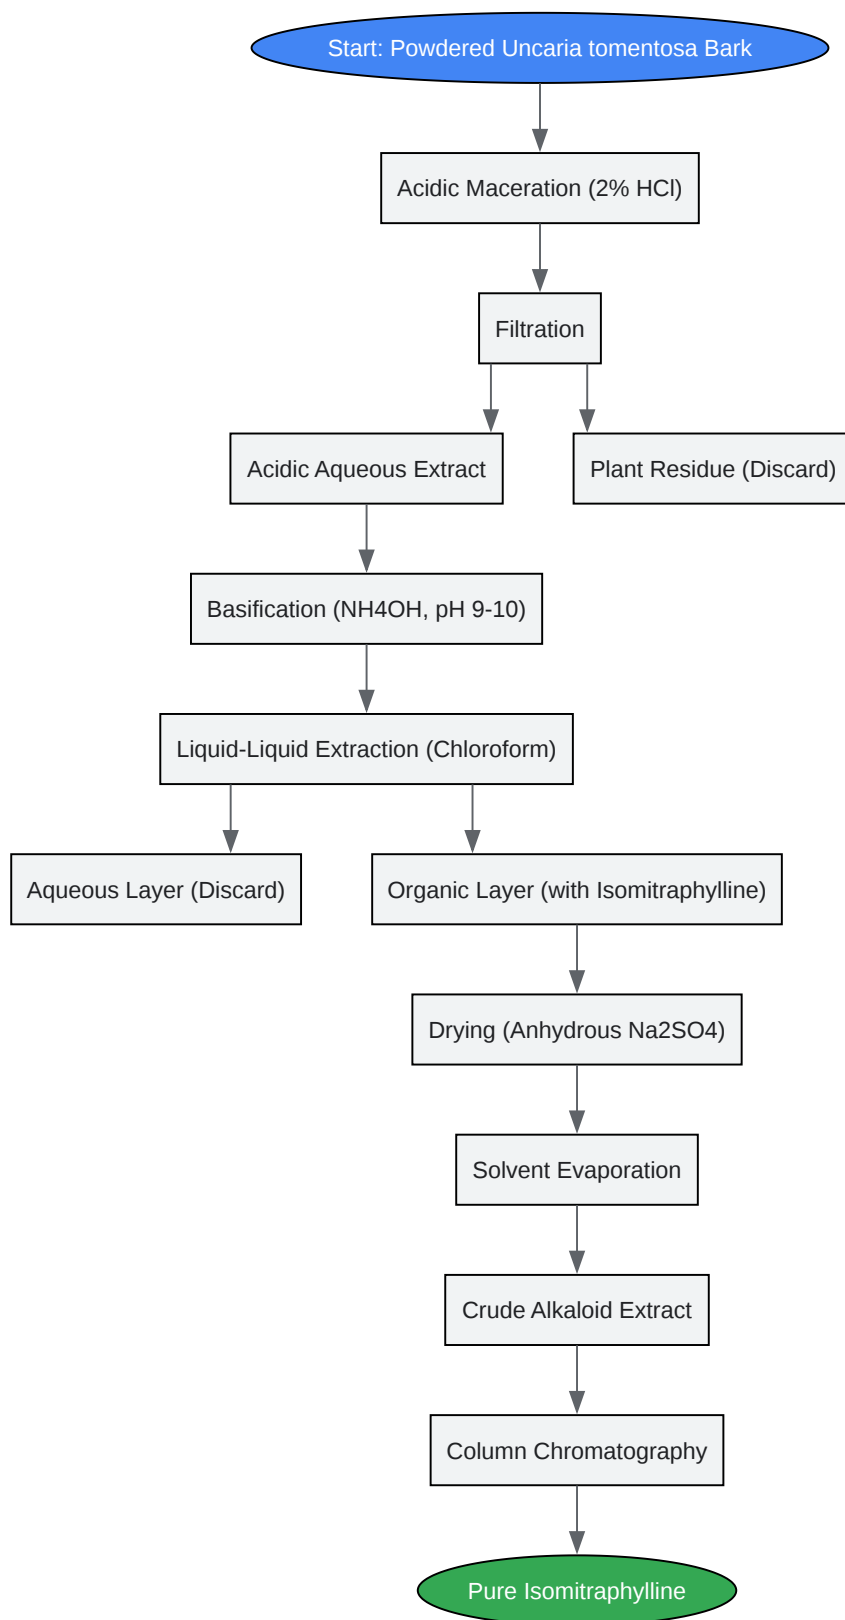 Start: Powdered Uncaria tomentosa Bark
Acidic Maceration (2% HCl)
Filtration
Acidic Aqueous Extract
Plant Residue (Discard)
Basification (NH4OH, pH 9-10)
Liquid-Liquid Extraction (Chloroform)
Aqueous Layer (Discard)
Organic Layer (with Isomitraphylline)
Drying (Anhydrous Na2SO4)
Solvent Evaporation
Crude Alkaloid Extract
Column Chromatography
Pure Isomitraphylline